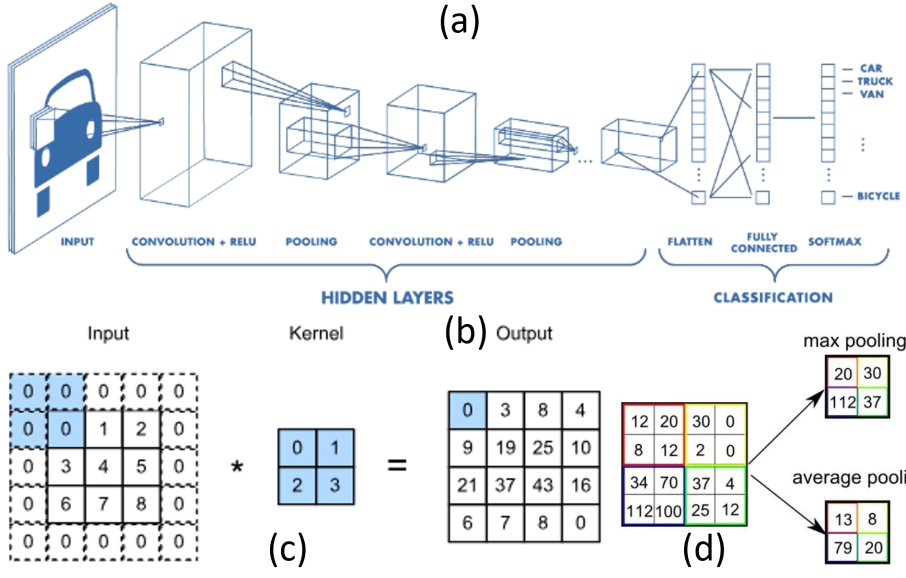 (a)
CAR
TRUCK
VAN
BICYCLE
INPUT CONVOLUTION + RELU POOLING CONVOLUTION + RELU POOLING FLATTEN FULLY CONNECTED SOFTMAX
HIDDEN LAYERS CLASSIFICATION
(b)
Input Kernel Output
0 0 0 0 0
0 0 1 2 0
0 3 4 5 0
0 6 7 8 0
0 0 0 0 0
*
0 1
2 3
=
0 3 8 4
9 19 25 10
21 37 43 16
6 7 8 0
(c)
12 20 30 0
8 12 2 0
34 70 37 4
112 100 25 12
(d)
max pooling
20 30
112 37
average pooli
13 8
79 20